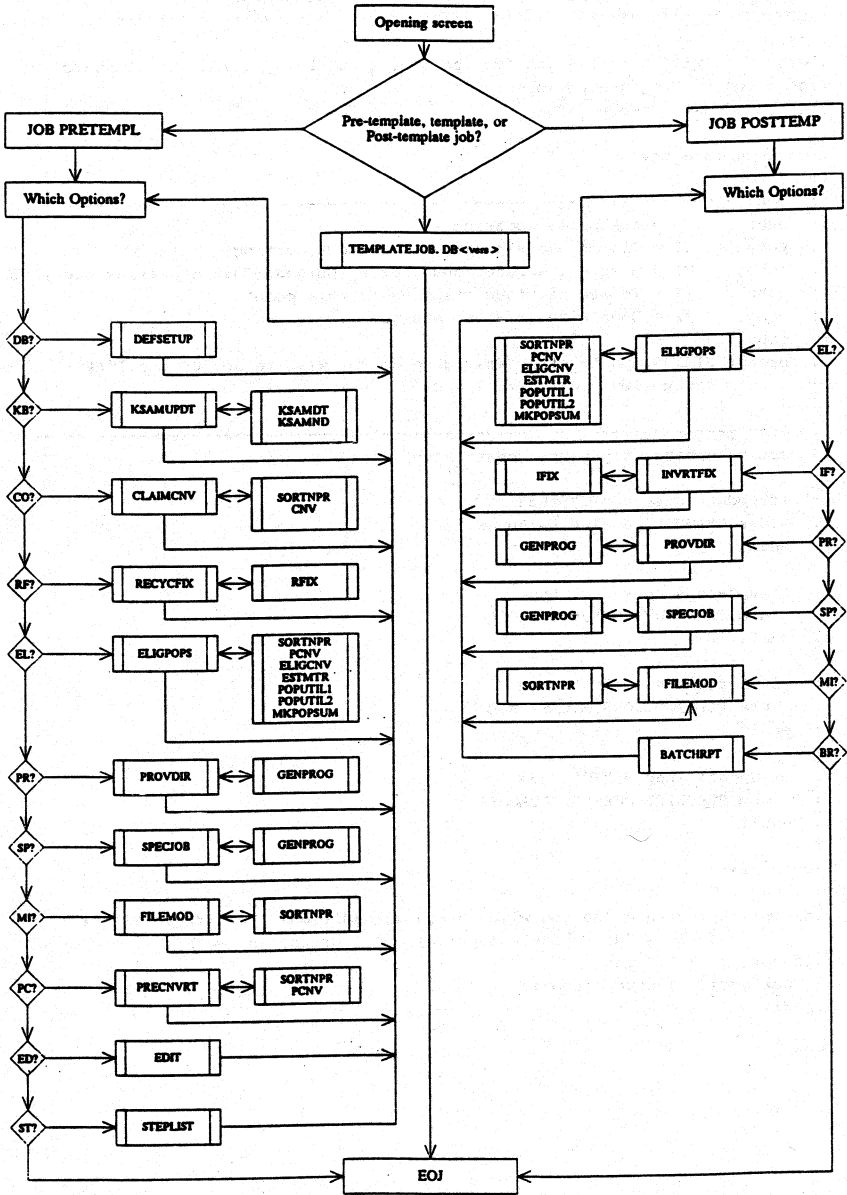 Opening screen
Pre-template, template, or
Post-template job?
JOB PRETEMPL
JOB POSTTEMP
Which Options?
Which Options?
TEMPLATE.JOB. DB<vers>
DB?
DEFSETUP
KB?
KSAMUPDT
KSAMDT
KSAMND
CO?
CLAIMCNV
SORTNPR
CNV
RF?
RECYCFIX
RFIX
EL?
ELIGPOPS
SORTNPR
PCNV
ELIGCNV
ESTMTR
POPUTIL1
POPUTIL2
MKPOPSUM
PR?
PROVDIR
GENPROG
SP?
SPECJOB
GENPROG
MI?
FILEMOD
SORTNPR
PC?
PRECNVRT
SORTNPR
PCNV
ED?
EDIT
ST?
STEPLIST
SORTNPR
PCNV
ELIGCNV
ESTMTR
POPUTIL1
POPUTIL2
MKPOPSUM
ELIGPOPS
EL?
IFIX
INVRTFIX
IF?
GENPROG
PROVDIR
PR?
GENPROG
SPECJOB
SP?
SORTNPR
FILEMOD
MI?
BATCHRPT
BR?
EOJ